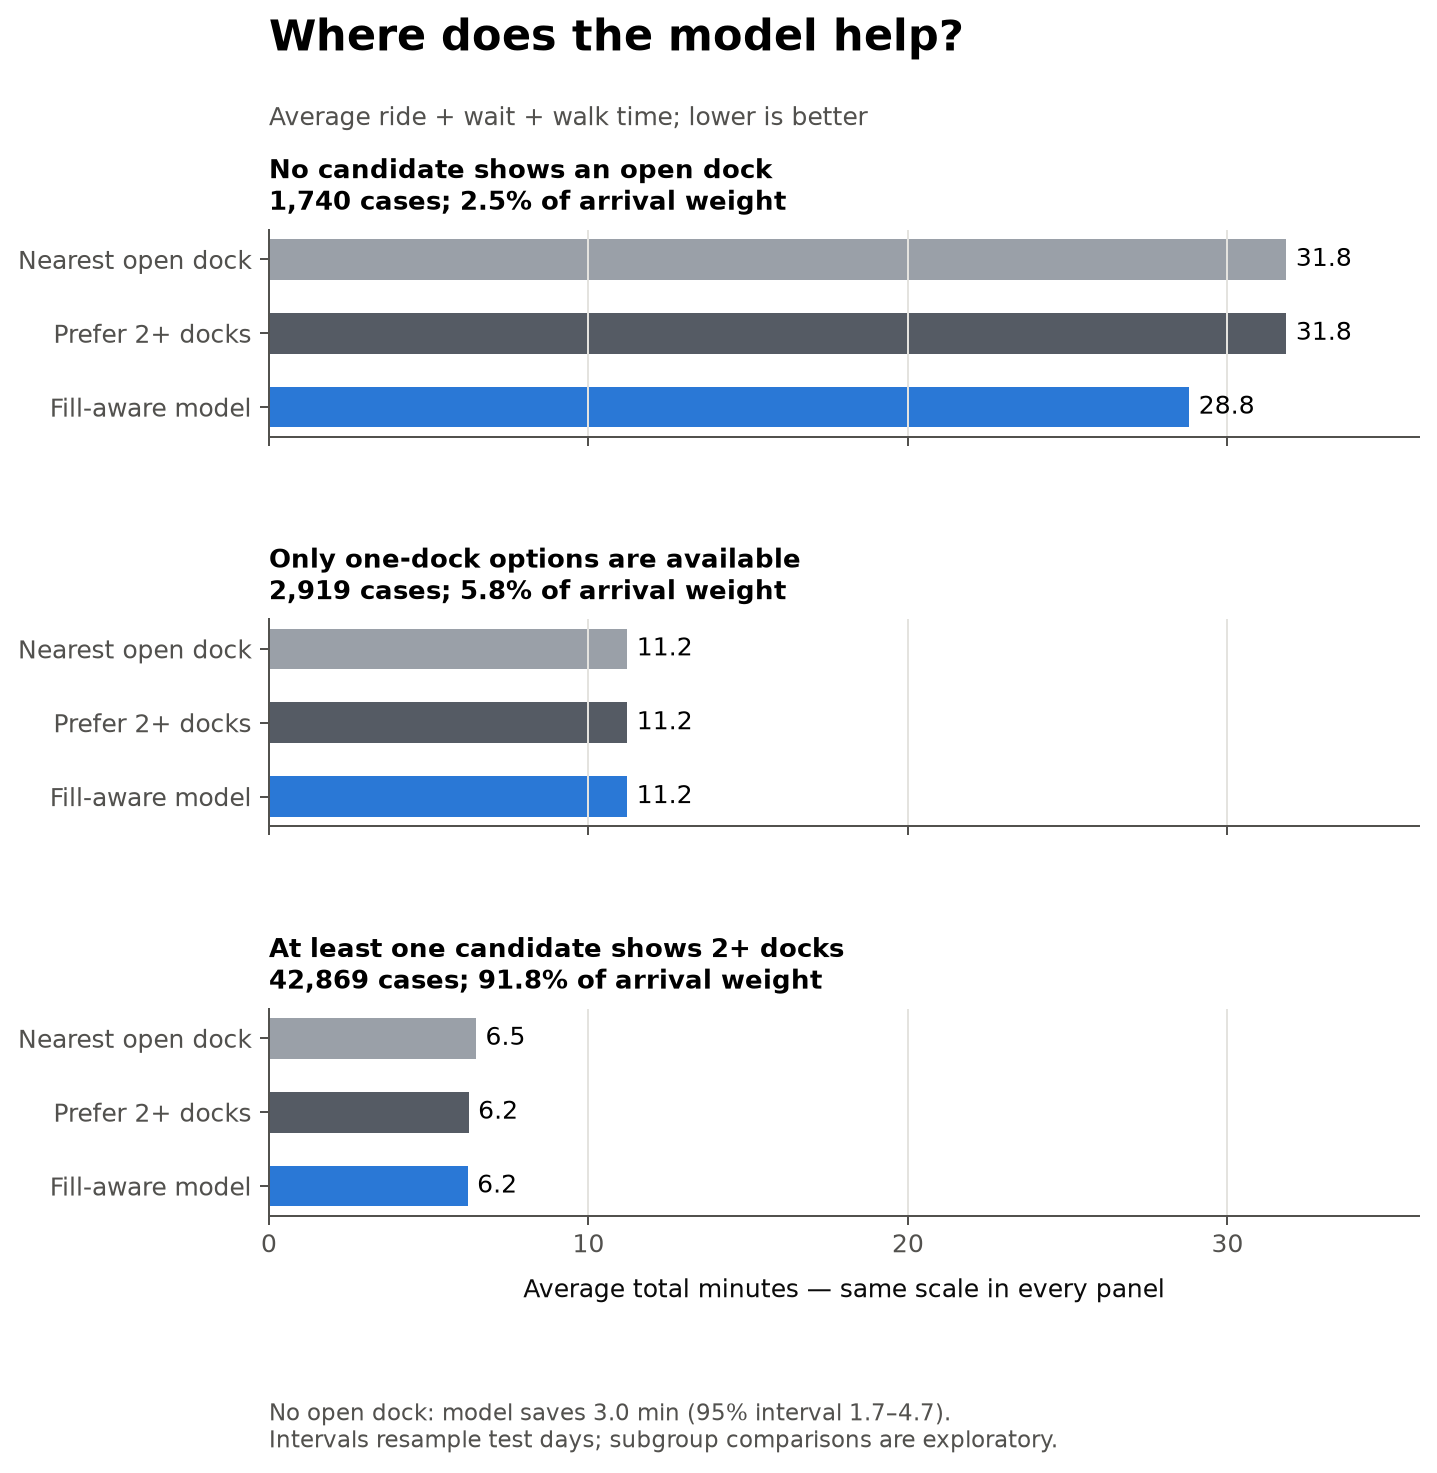 Where does the model help?
Average ride + wait + walk time; lower is better
No candidate shows an open dock
1,740 cases; 2.5% of arrival weight
Nearest open dock
31.8
Prefer 2+ docks
31.8
Fill-aware model
28.8
Only one-dock options are available
2,919 cases; 5.8% of arrival weight
Nearest open dock
11.2
Prefer 2+ docks
11.2
Fill-aware model
11.2
At least one candidate shows 2+ docks
42,869 cases; 91.8% of arrival weight
Nearest open dock
6.5
Prefer 2+ docks
6.2
Fill-aware model
6.2
0 10 20 30
Average total minutes — same scale in every panel
No open dock: model saves 3.0 min (95% interval 1.7–4.7).
Intervals resample test days; subgroup comparisons are exploratory.